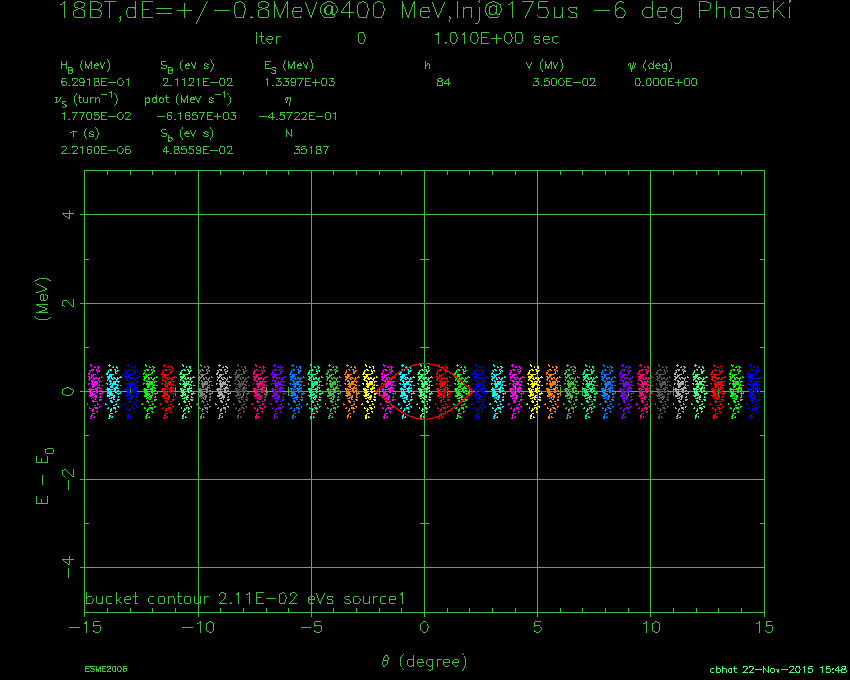 18BT,dE=+/−0.8MeV@400 MeV,Inj@175us −6 deg PhaseKi
Iter 0 1.010E+00 sec
H_B (MeV) S_B (eV s) E_S (MeV) h V (MV) ψ (deg)
6.2918E−01 2.1121E−02 1.3397E+03 84 3.500E−02 0.000E+00
ν_S (turn⁻¹) pdot (MeV s⁻¹) η
1.7705E−02 −6.1657E+03 −4.5722E−01
τ (s) S_b (eV s) N
2.2160E−06 4.8559E−02 35187
4
2
0
−2
−4
E − E_0 (MeV)
bucket contour 2.11E−02 eVs source1
−15 −10 −5 0 5 10 15
θ (degree)
ESME2006 cbhat 22−Nov−2015 15:48